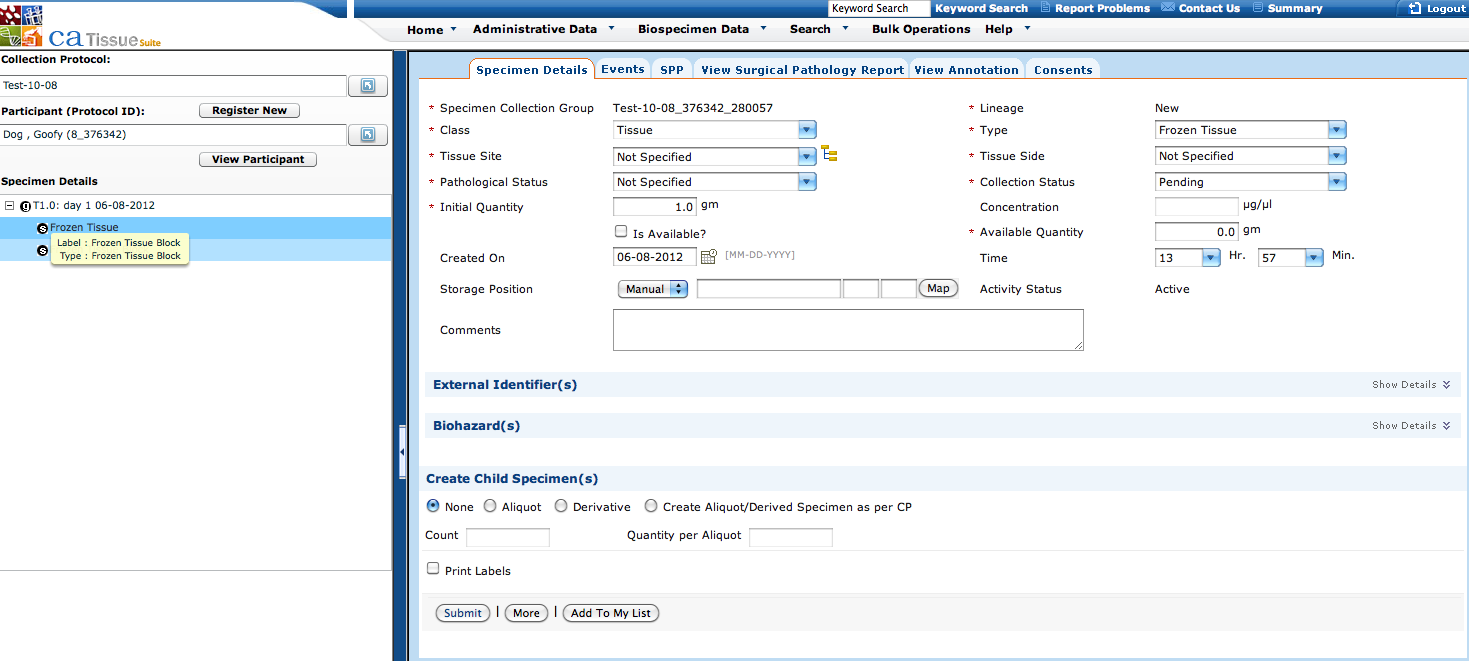 Keyword Search Keyword Search Report Problems Contact Us Summary Logout
Home Administrative Data Biospecimen Data Search Bulk Operations Help
ca Tissue Suite
Collection Protocol:
Test-10-08
Participant (Protocol ID): Register New
Dog , Goofy (8_376342)
View Participant
Specimen Details
T1.0: day 1 06-08-2012
Frozen Tissue
Label : Frozen Tissue Block
Type : Frozen Tissue Block
Specimen Details Events SPP View Surgical Pathology Report View Annotation Consents
* Specimen Collection Group Test-10-08_376342_280057 * Lineage New
* Class Tissue * Type Frozen Tissue
* Tissue Site Not Specified * Tissue Side Not Specified
* Pathological Status Not Specified * Collection Status Pending
* Initial Quantity 1.0 gm Concentration µg/µl
Is Available? * Available Quantity 0.0 gm
Created On 06-08-2012 [MM-DD-YYYY] Time 13 Hr. 57 Min.
Storage Position Manual Map Activity Status Active
Comments
External Identifier(s) Show Details
Biohazard(s) Show Details
Create Child Specimen(s)
None Aliquot Derivative Create Aliquot/Derived Specimen as per CP
Count Quantity per Aliquot
Print Labels
Submit | More | Add To My List